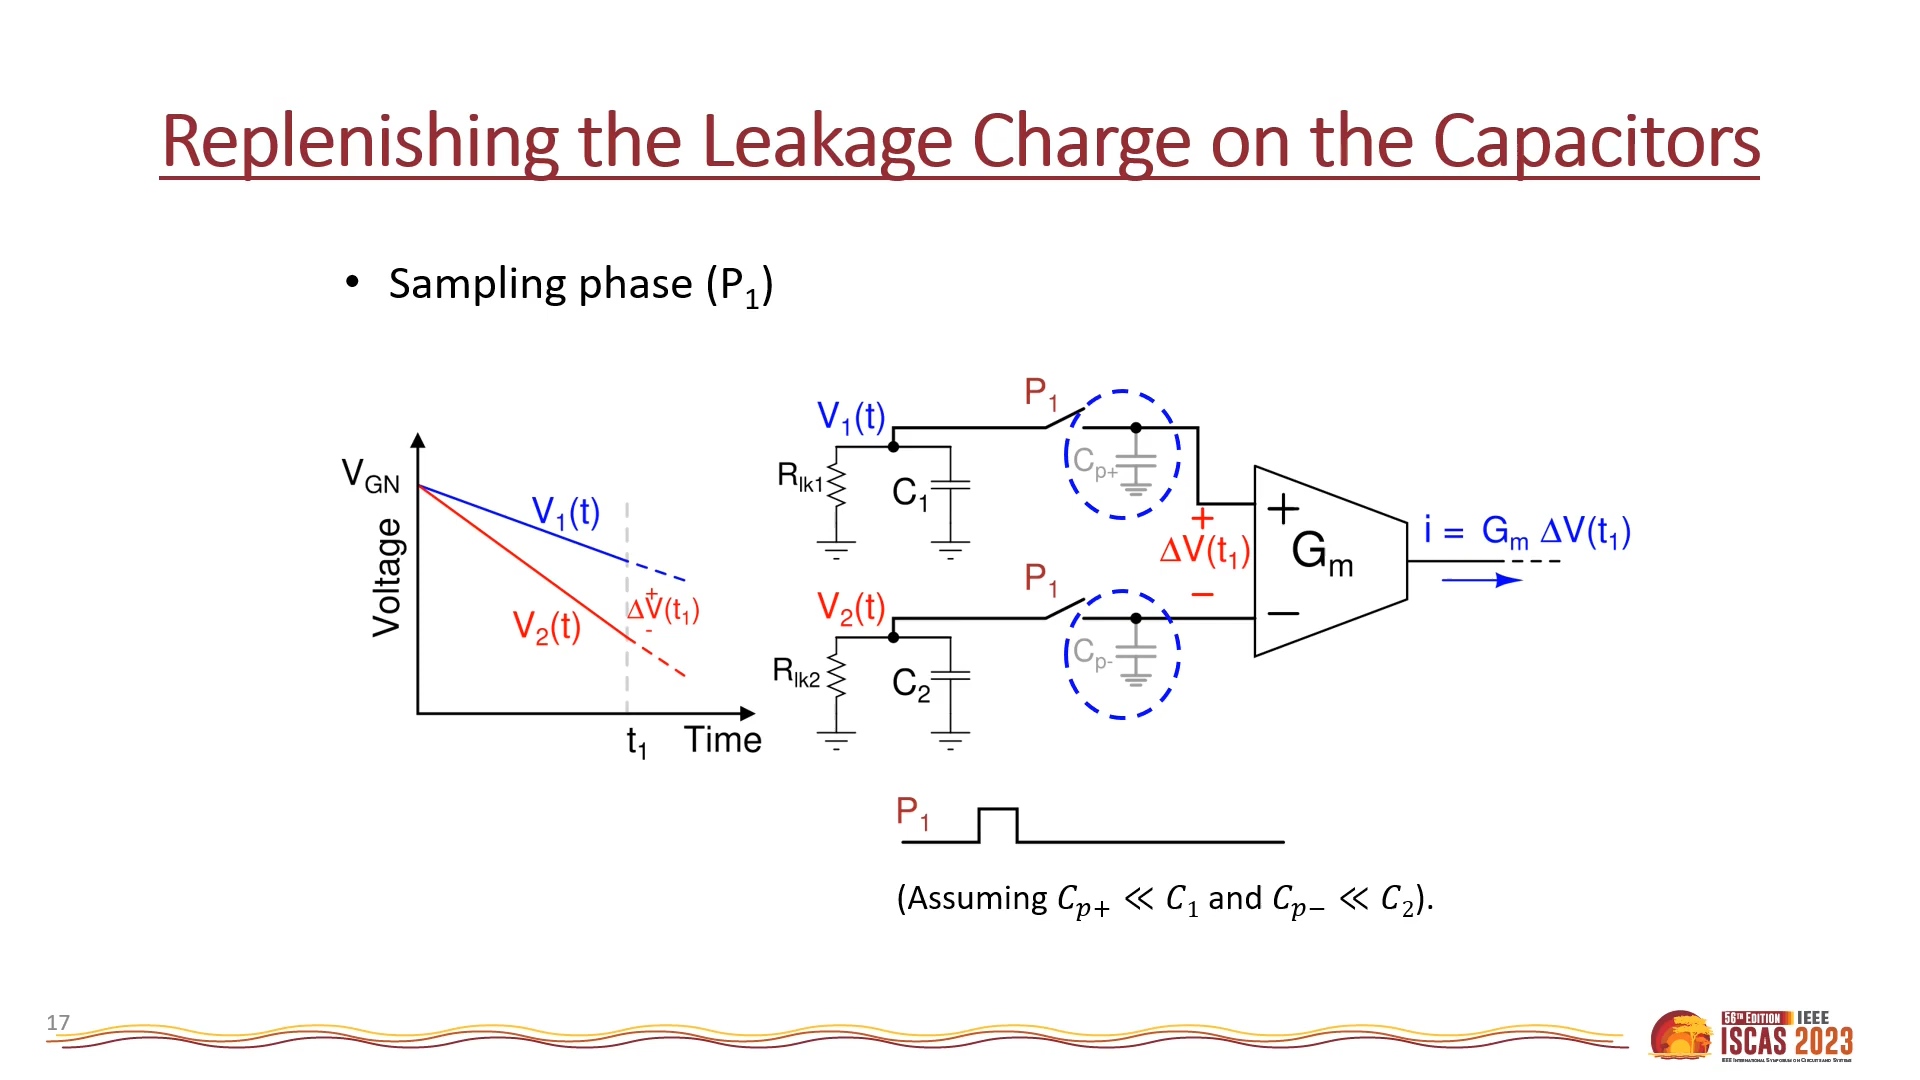 Replenishing the Leakage Charge on the Capacitors
• Sampling phase (P₁)
V_GN
Voltage
V₁(t)
V₂(t)
+
ΔV(t₁)
-
t₁
Time
V₁(t)
P₁
R_lk1
C₁
C_p+
V₂(t)
P₁
R_lk2
C₂
C_p-
+
ΔV(t₁)
−
+
G_m
−
i = G_m ΔV(t₁)
P₁
(Assuming C_p+ ≪ C₁ and C_p− ≪ C₂).
17
56TH EDITION IEEE
ISCAS 2023
IEEE INTERNATIONAL SYMPOSIUM ON CIRCUITS AND SYSTEMS